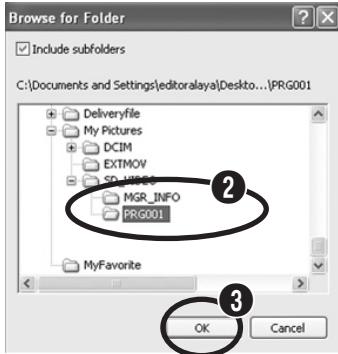 Browse for Folder
Include subfolders
C:\Documents and Settings\editoralaya\Deskto...\PRG001
Deliveryfile
My Pictures
DCIM
EXTMOV
SD_VIDEO
2
MGR_INFO
PRG001
MyFavorite
3
OK Cancel